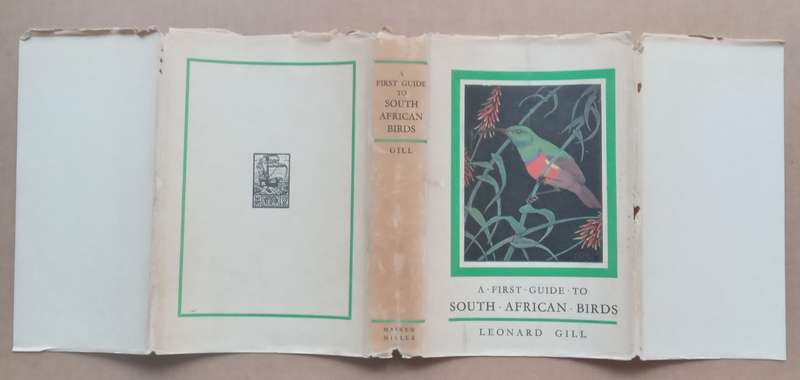 A
FIRST GUIDE
TO
SOUTH
AFRICAN
BIRDS
GILL
MASKEW
MILLER
A · FIRST · GUIDE · TO
SOUTH · AFRICAN · BIRDS
LEONARD GILL